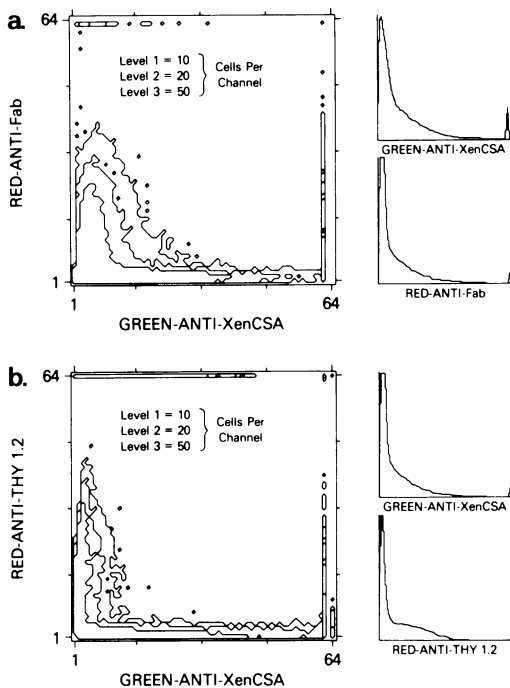 a.
64
Level 1 = 10
Level 2 = 20
Level 3 = 50
Cells Per
Channel
RED-ANTI-Fab
1
1
64
GREEN-ANTI-XenCSA
GREEN-ANTI-XenCSA
RED-ANTI-Fab
b.
64
Level 1 = 10
Level 2 = 20
Level 3 = 50
Cells Per
Channel
RED-ANTI-THY 1.2
1
1
64
GREEN-ANTI-XenCSA
GREEN-ANTI-XenCSA
RED-ANTI-THY 1.2